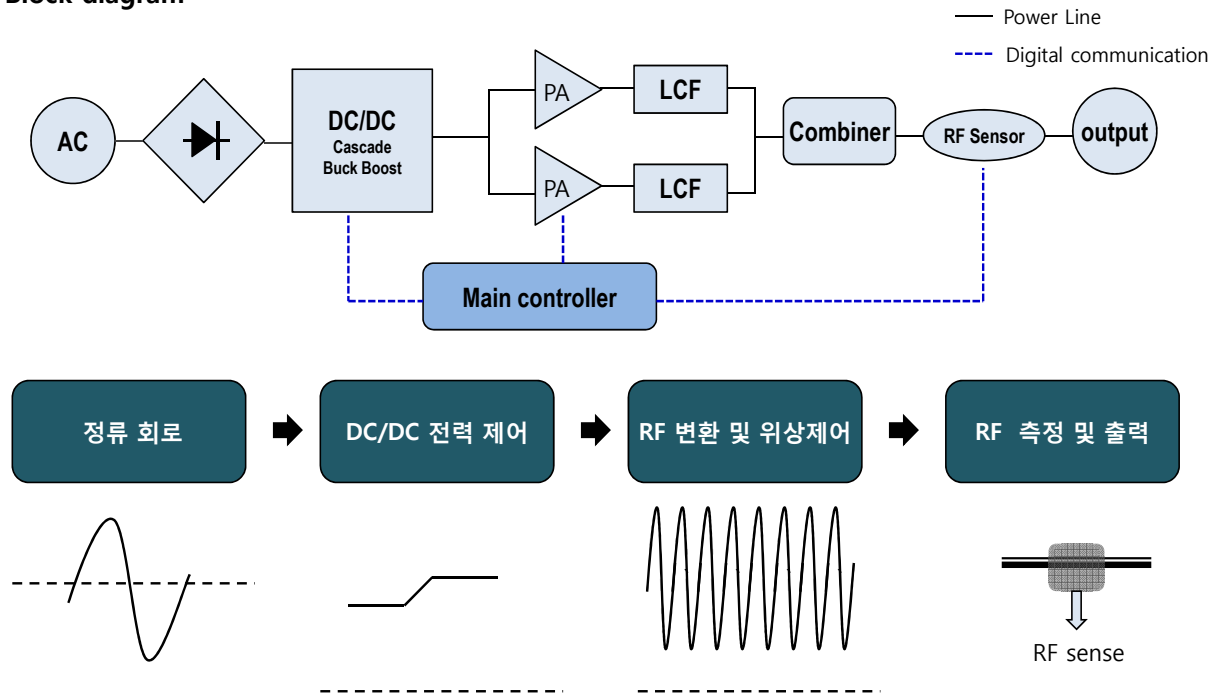 Block diagram
Power Line
Digital communication
AC
DC/DC
Cascade
Buck Boost
PA
LCF
PA
LCF
Combiner
RF Sensor
output
Main controller
정류 회로
DC/DC 전력 제어
RF 변환 및 위상제어
RF 측정 및 출력
RF sense